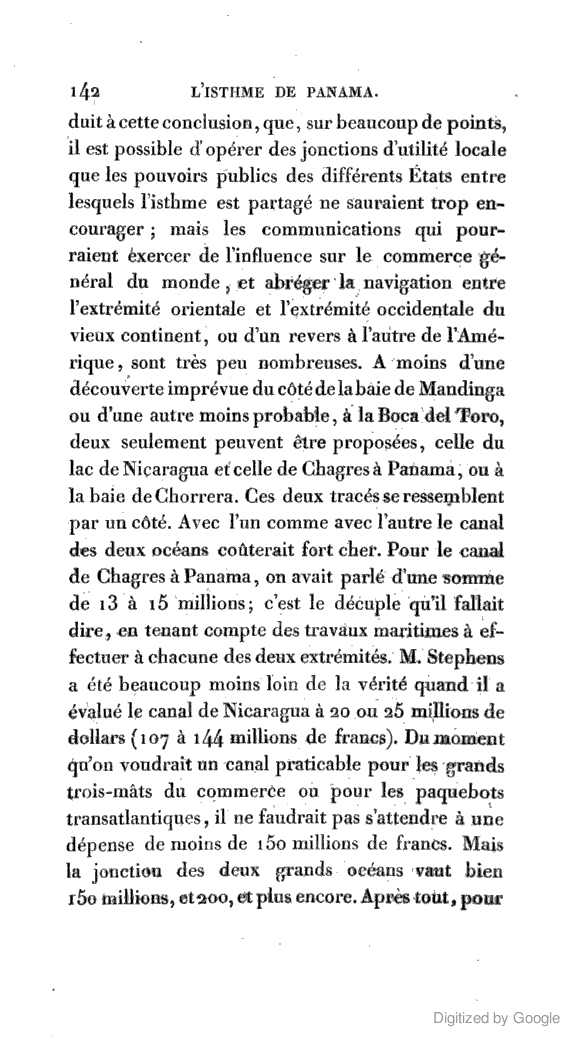 142 L'ISTHME DE PANAMA.
duit à cette conclusion, que, sur beaucoup de points,
il est possible d'opérer des jonctions d'utilité locale
que les pouvoirs publics des différents États entre
lesquels l'isthme est partagé ne sauraient trop en-
courager ; mais les communications qui pour-
raient éxercer de l'influence sur le commerce gé-
néral du monde, et abréger la navigation entre
l'extrémité orientale et l'extrémité occidentale du
vieux continent, ou d'un revers à l'autre de l'Amé-
rique, sont très peu nombreuses. A moins d'une
découverte imprévue du côté de la baie de Mandinga
ou d'une autre moins probable, à la Boca del Toro,
deux seulement peuvent être proposées, celle du
lac de Nicaragua et celle de Chagres à Panama, ou à
la baie de Chorrera. Ces deux tracés se ressemblent
par un côté. Avec l'un comme avec l'autre le canal
des deux océans coûterait fort cher. Pour le canal
de Chagres à Panama, on avait parlé d'une somme
de 13 à 15 millions; c'est le décuple qu'il fallait
dire, en tenant compte des travaux maritimes à ef-
fectuer à chacune des deux extrémités. M. Stephens
a été beaucoup moins loin de la vérité quand il a
évalué le canal de Nicaragua à 20 ou 25 millions de
dollars (107 à 144 millions de francs). Du moment
qu'on voudrait un canal praticable pour les grands
trois-mâts du commerce ou pour les paquebots
transatlantiques, il ne faudrait pas s'attendre à une
dépense de moins de 150 millions de francs. Mais
la jonction des deux grands océans vaut bien
150 millions, et 200, et plus encore. Après tout, pour
Digitized by Google